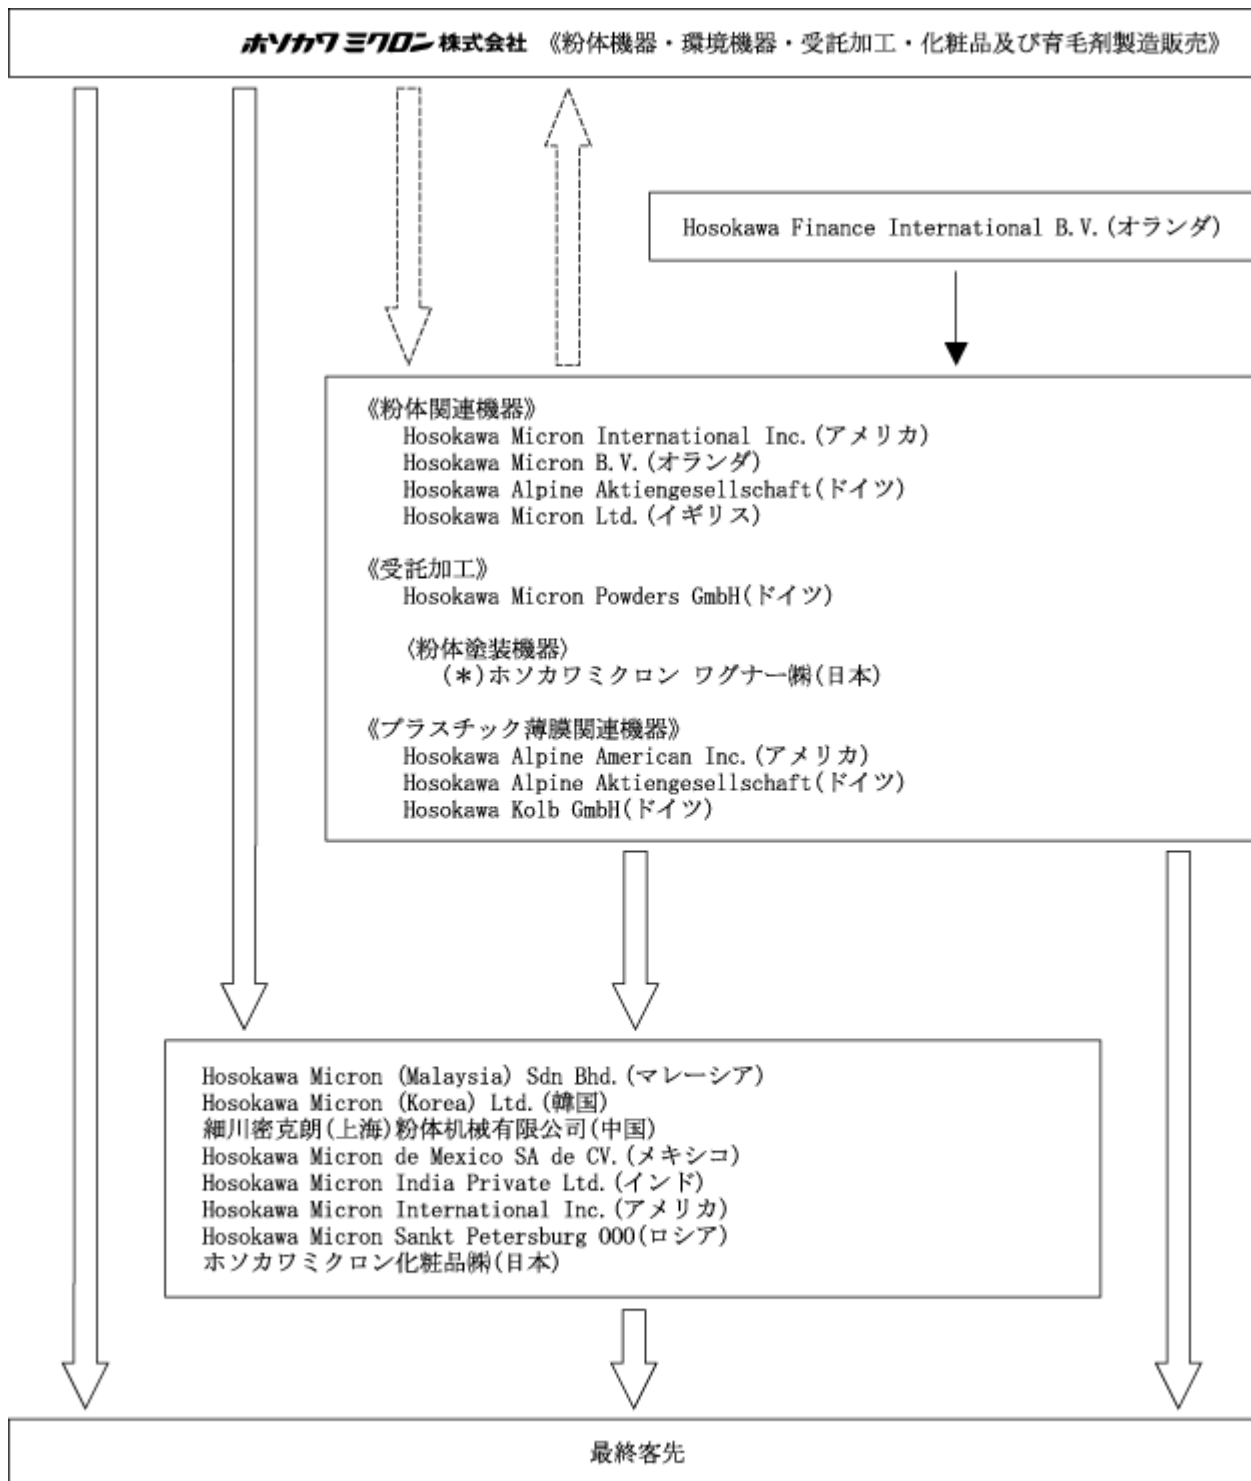 ホソカワミクロン株式会社 《粉体機器・環境機器・受託加工・化粧品及び育毛剤製造販売》
Hosokawa Finance International B.V.(オランダ)
《粉体関連機器》
Hosokawa Micron International Inc.(アメリカ)
Hosokawa Micron B.V.(オランダ)
Hosokawa Alpine Aktiengesellschaft(ドイツ)
Hosokawa Micron Ltd.(イギリス)
《受託加工》
Hosokawa Micron Powders GmbH(ドイツ)
〈粉体塗装機器〉
(*)ホソカワミクロン ワグナー㈱(日本)
《プラスチック薄膜関連機器》
Hosokawa Alpine American Inc.(アメリカ)
Hosokawa Alpine Aktiengesellschaft(ドイツ)
Hosokawa Kolb GmbH(ドイツ)
Hosokawa Micron (Malaysia) Sdn Bhd.(マレーシア)
Hosokawa Micron (Korea) Ltd.(韓国)
細川密克朗(上海)粉体机械有限公司(中国)
Hosokawa Micron de Mexico SA de CV.(メキシコ)
Hosokawa Micron India Private Ltd.(インド)
Hosokawa Micron International Inc.(アメリカ)
Hosokawa Micron Sankt Petersburg OOO(ロシア)
ホソカワミクロン化粧品㈱(日本)
最終客先